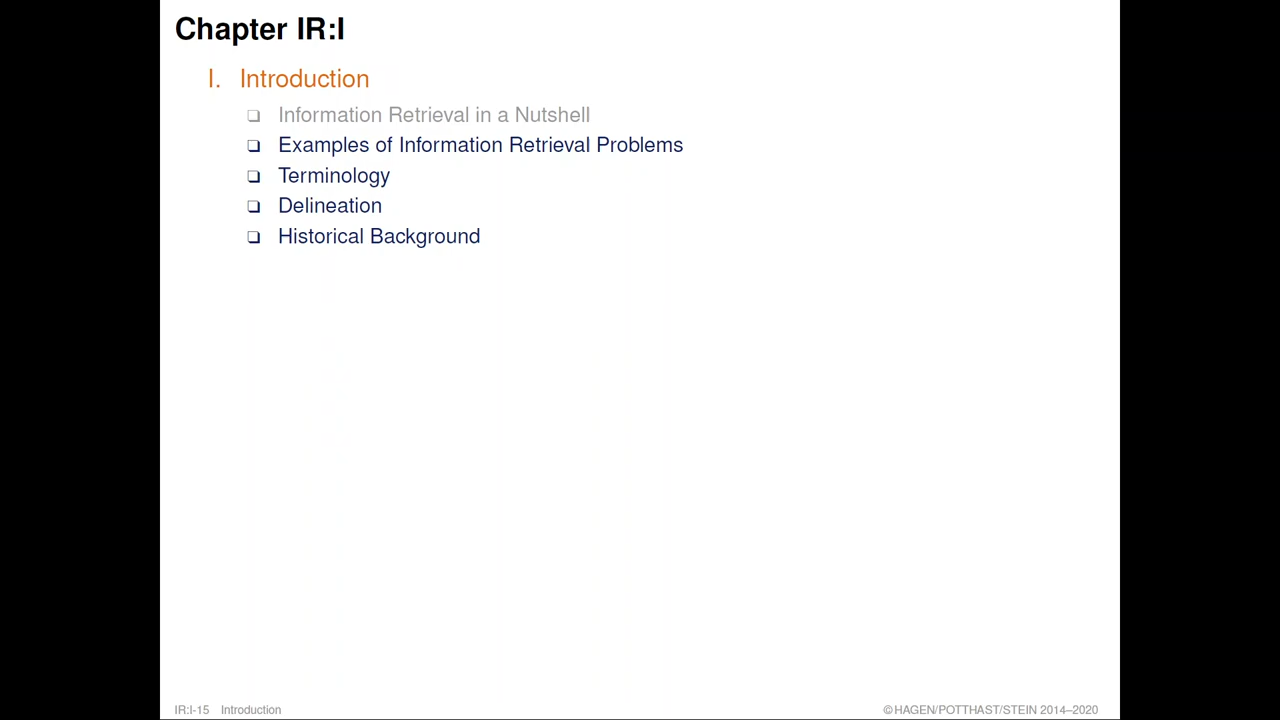 Chapter IR:I
I. Introduction
❏ Information Retrieval in a Nutshell
❏ Examples of Information Retrieval Problems
❏ Terminology
❏ Delineation
❏ Historical Background
IR:I-15 Introduction
©HAGEN/POTTHAST/STEIN 2014–2020